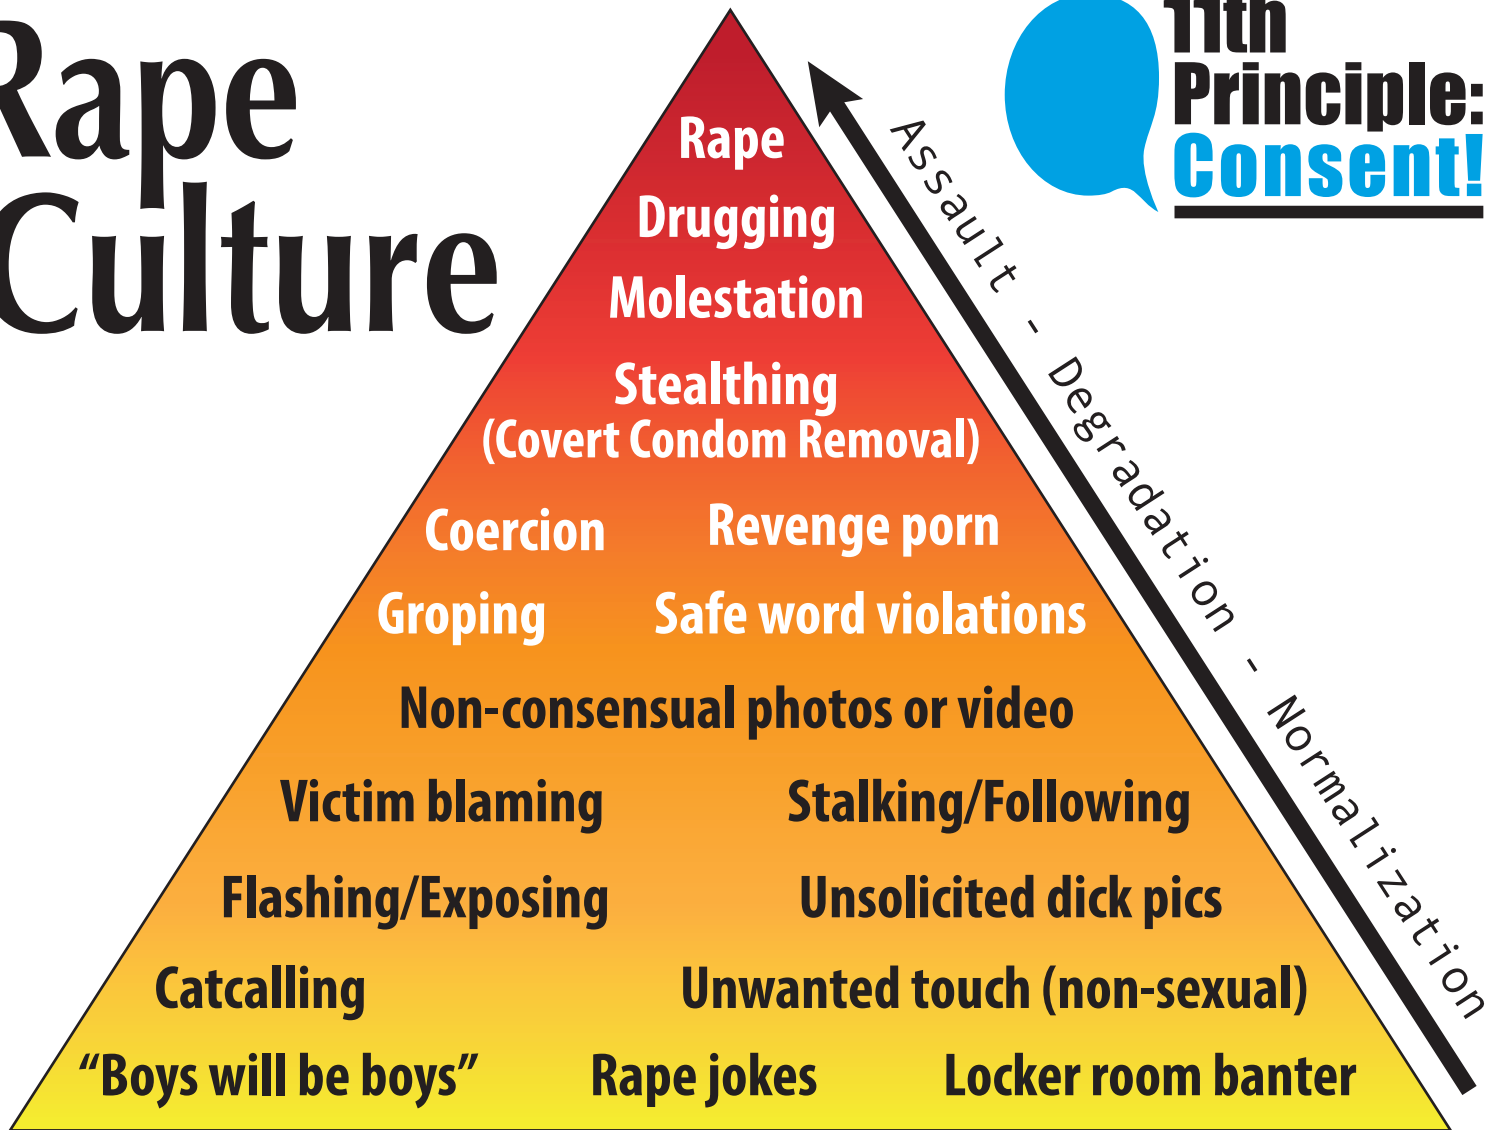 Rape
Culture
11th
Principle:
Consent!
Rape
Drugging
Molestation
Stealthing
(Covert Condom Removal)
Coercion Revenge porn
Groping Safe word violations
Non-consensual photos or video
Victim blaming Stalking/Following
Flashing/Exposing Unsolicited dick pics
Catcalling Unwanted touch (non-sexual)
“Boys will be boys” Rape jokes Locker room banter
Assault - Degradation - Normalization